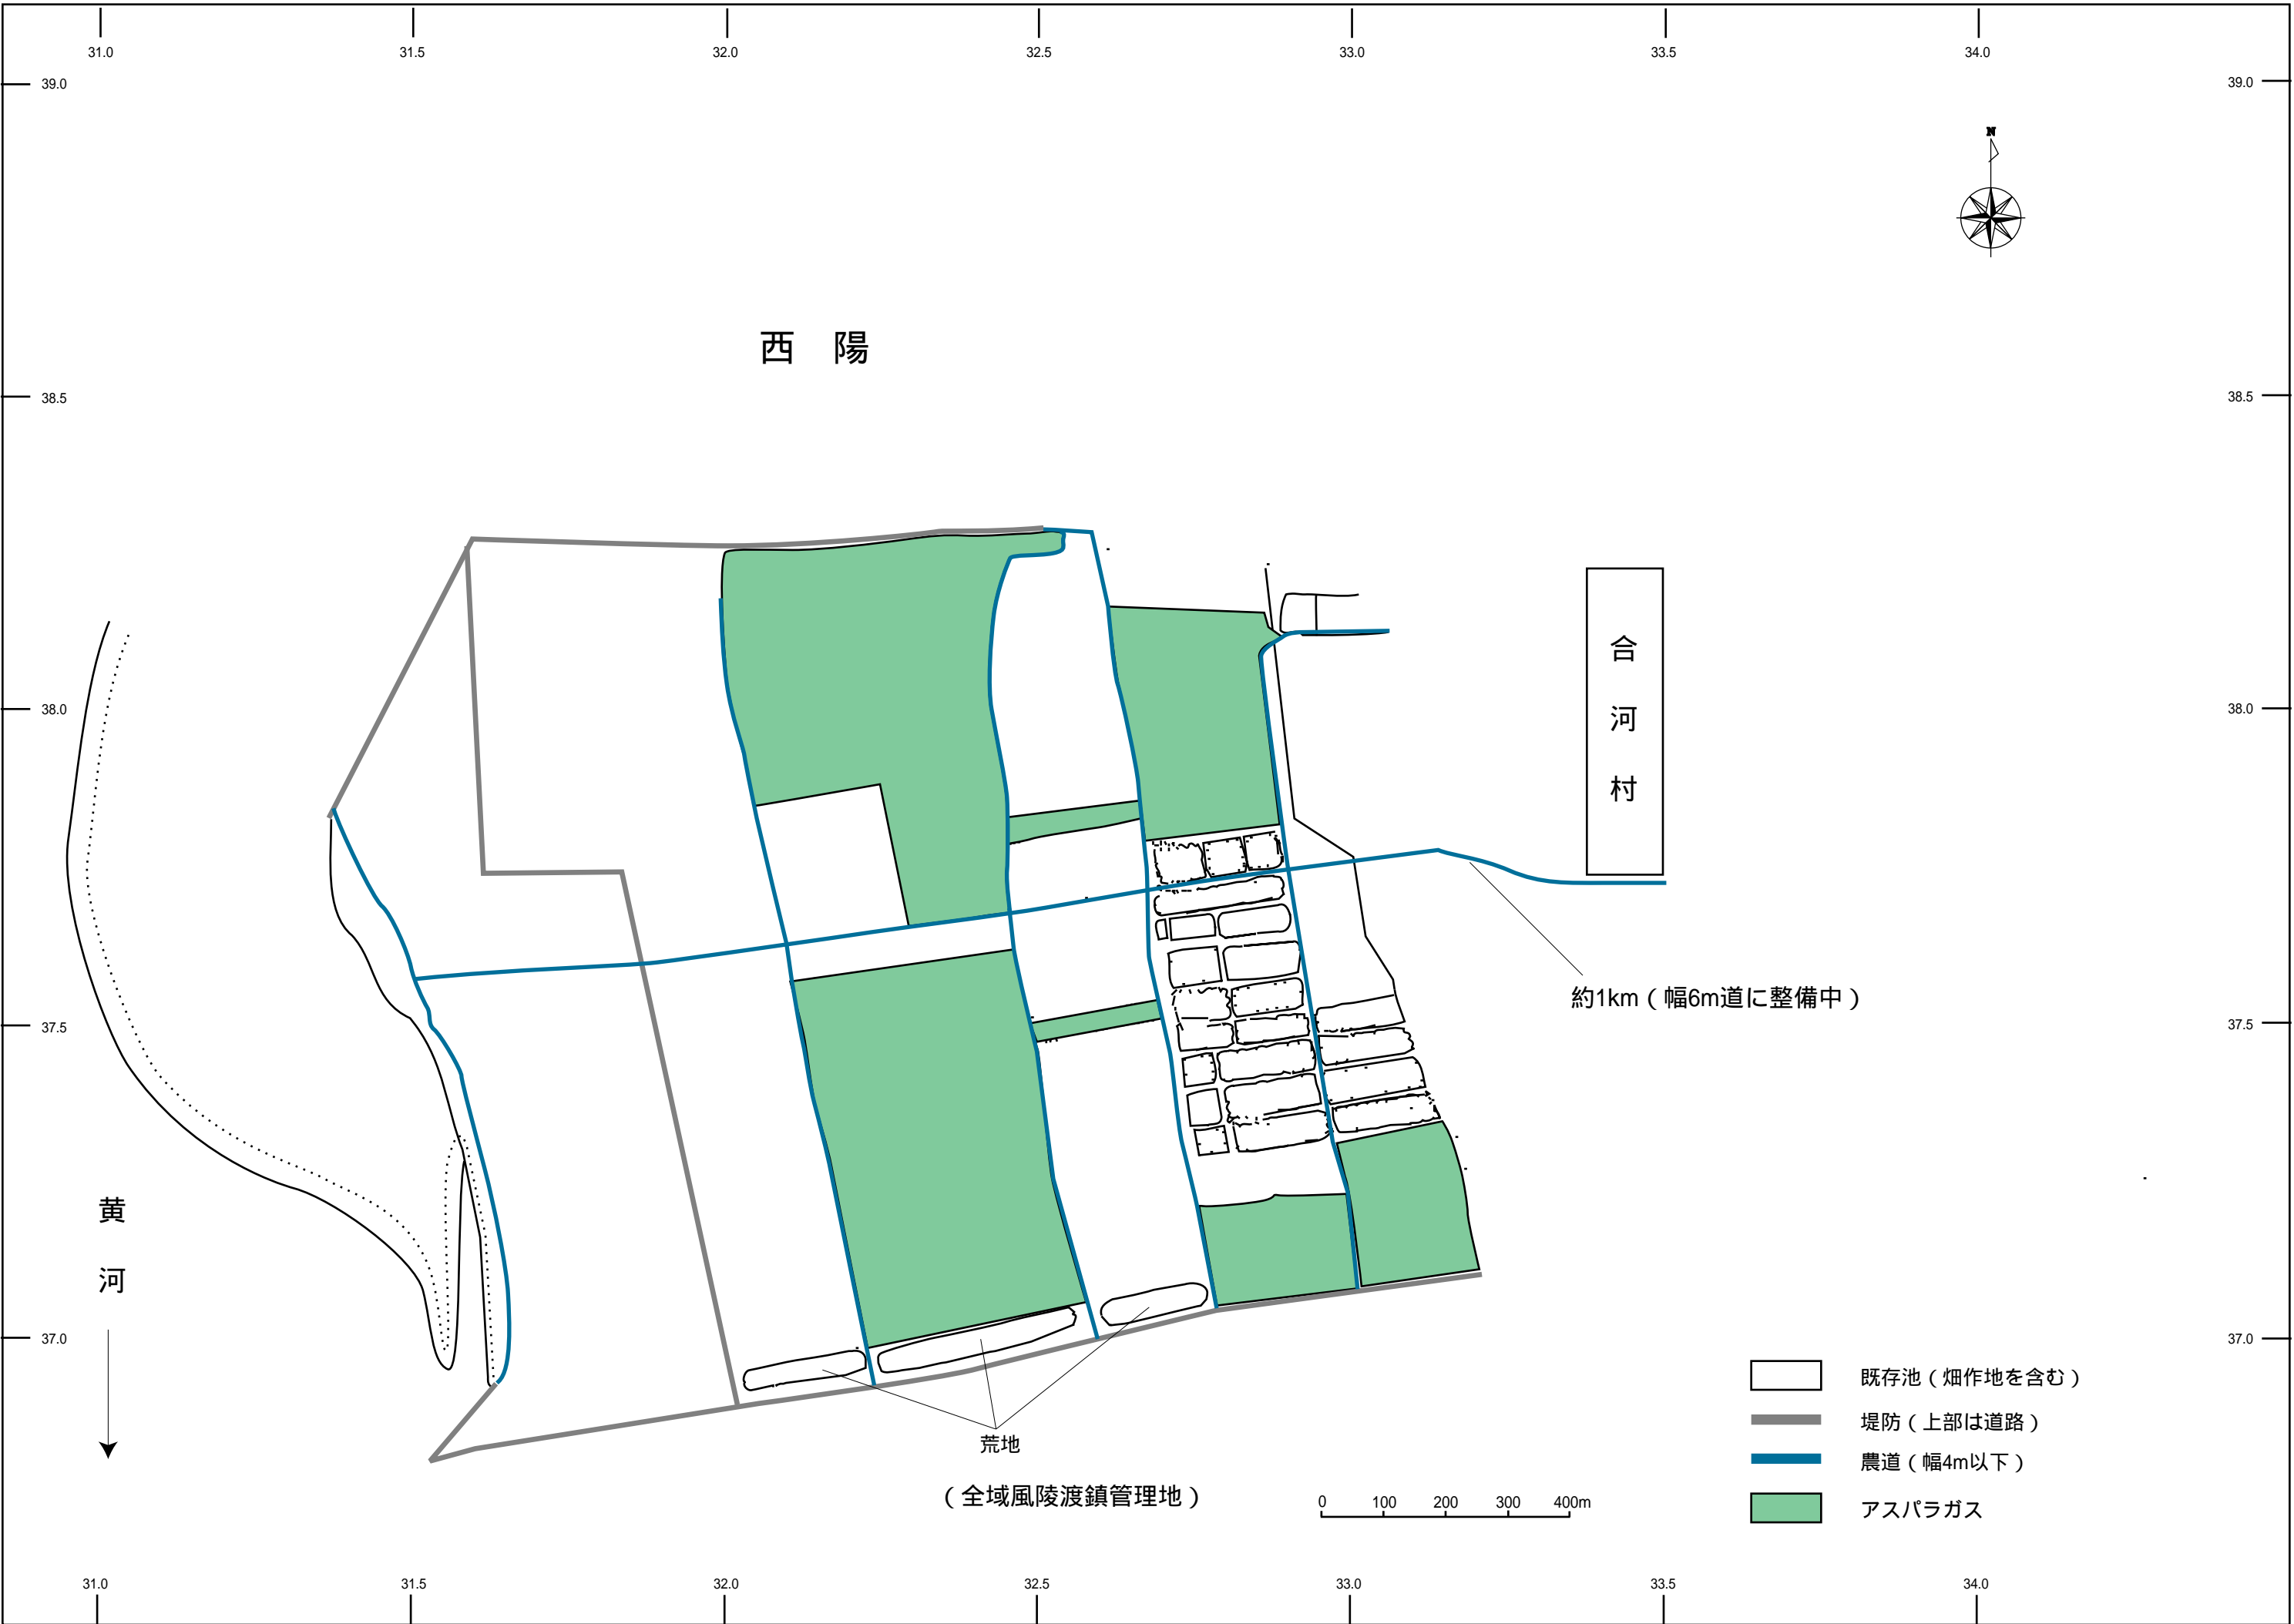 31.0 31.5 32.0 32.5 33.0 33.5 34.0
39.0 39.0
N
西 陽
38.5 38.5
合河村
38.0 38.0
約1km（幅6m道に整備中）
37.5 37.5
黄河
37.0 37.0
既存池（畑作地を含む）
堤防（上部は道路）
荒地
農道（幅4m以下）
（全域風陵渡鎮管理地）
0 100 200 300 400m
アスパラガス
31.0 31.5 32.0 32.5 33.0 33.5 34.0